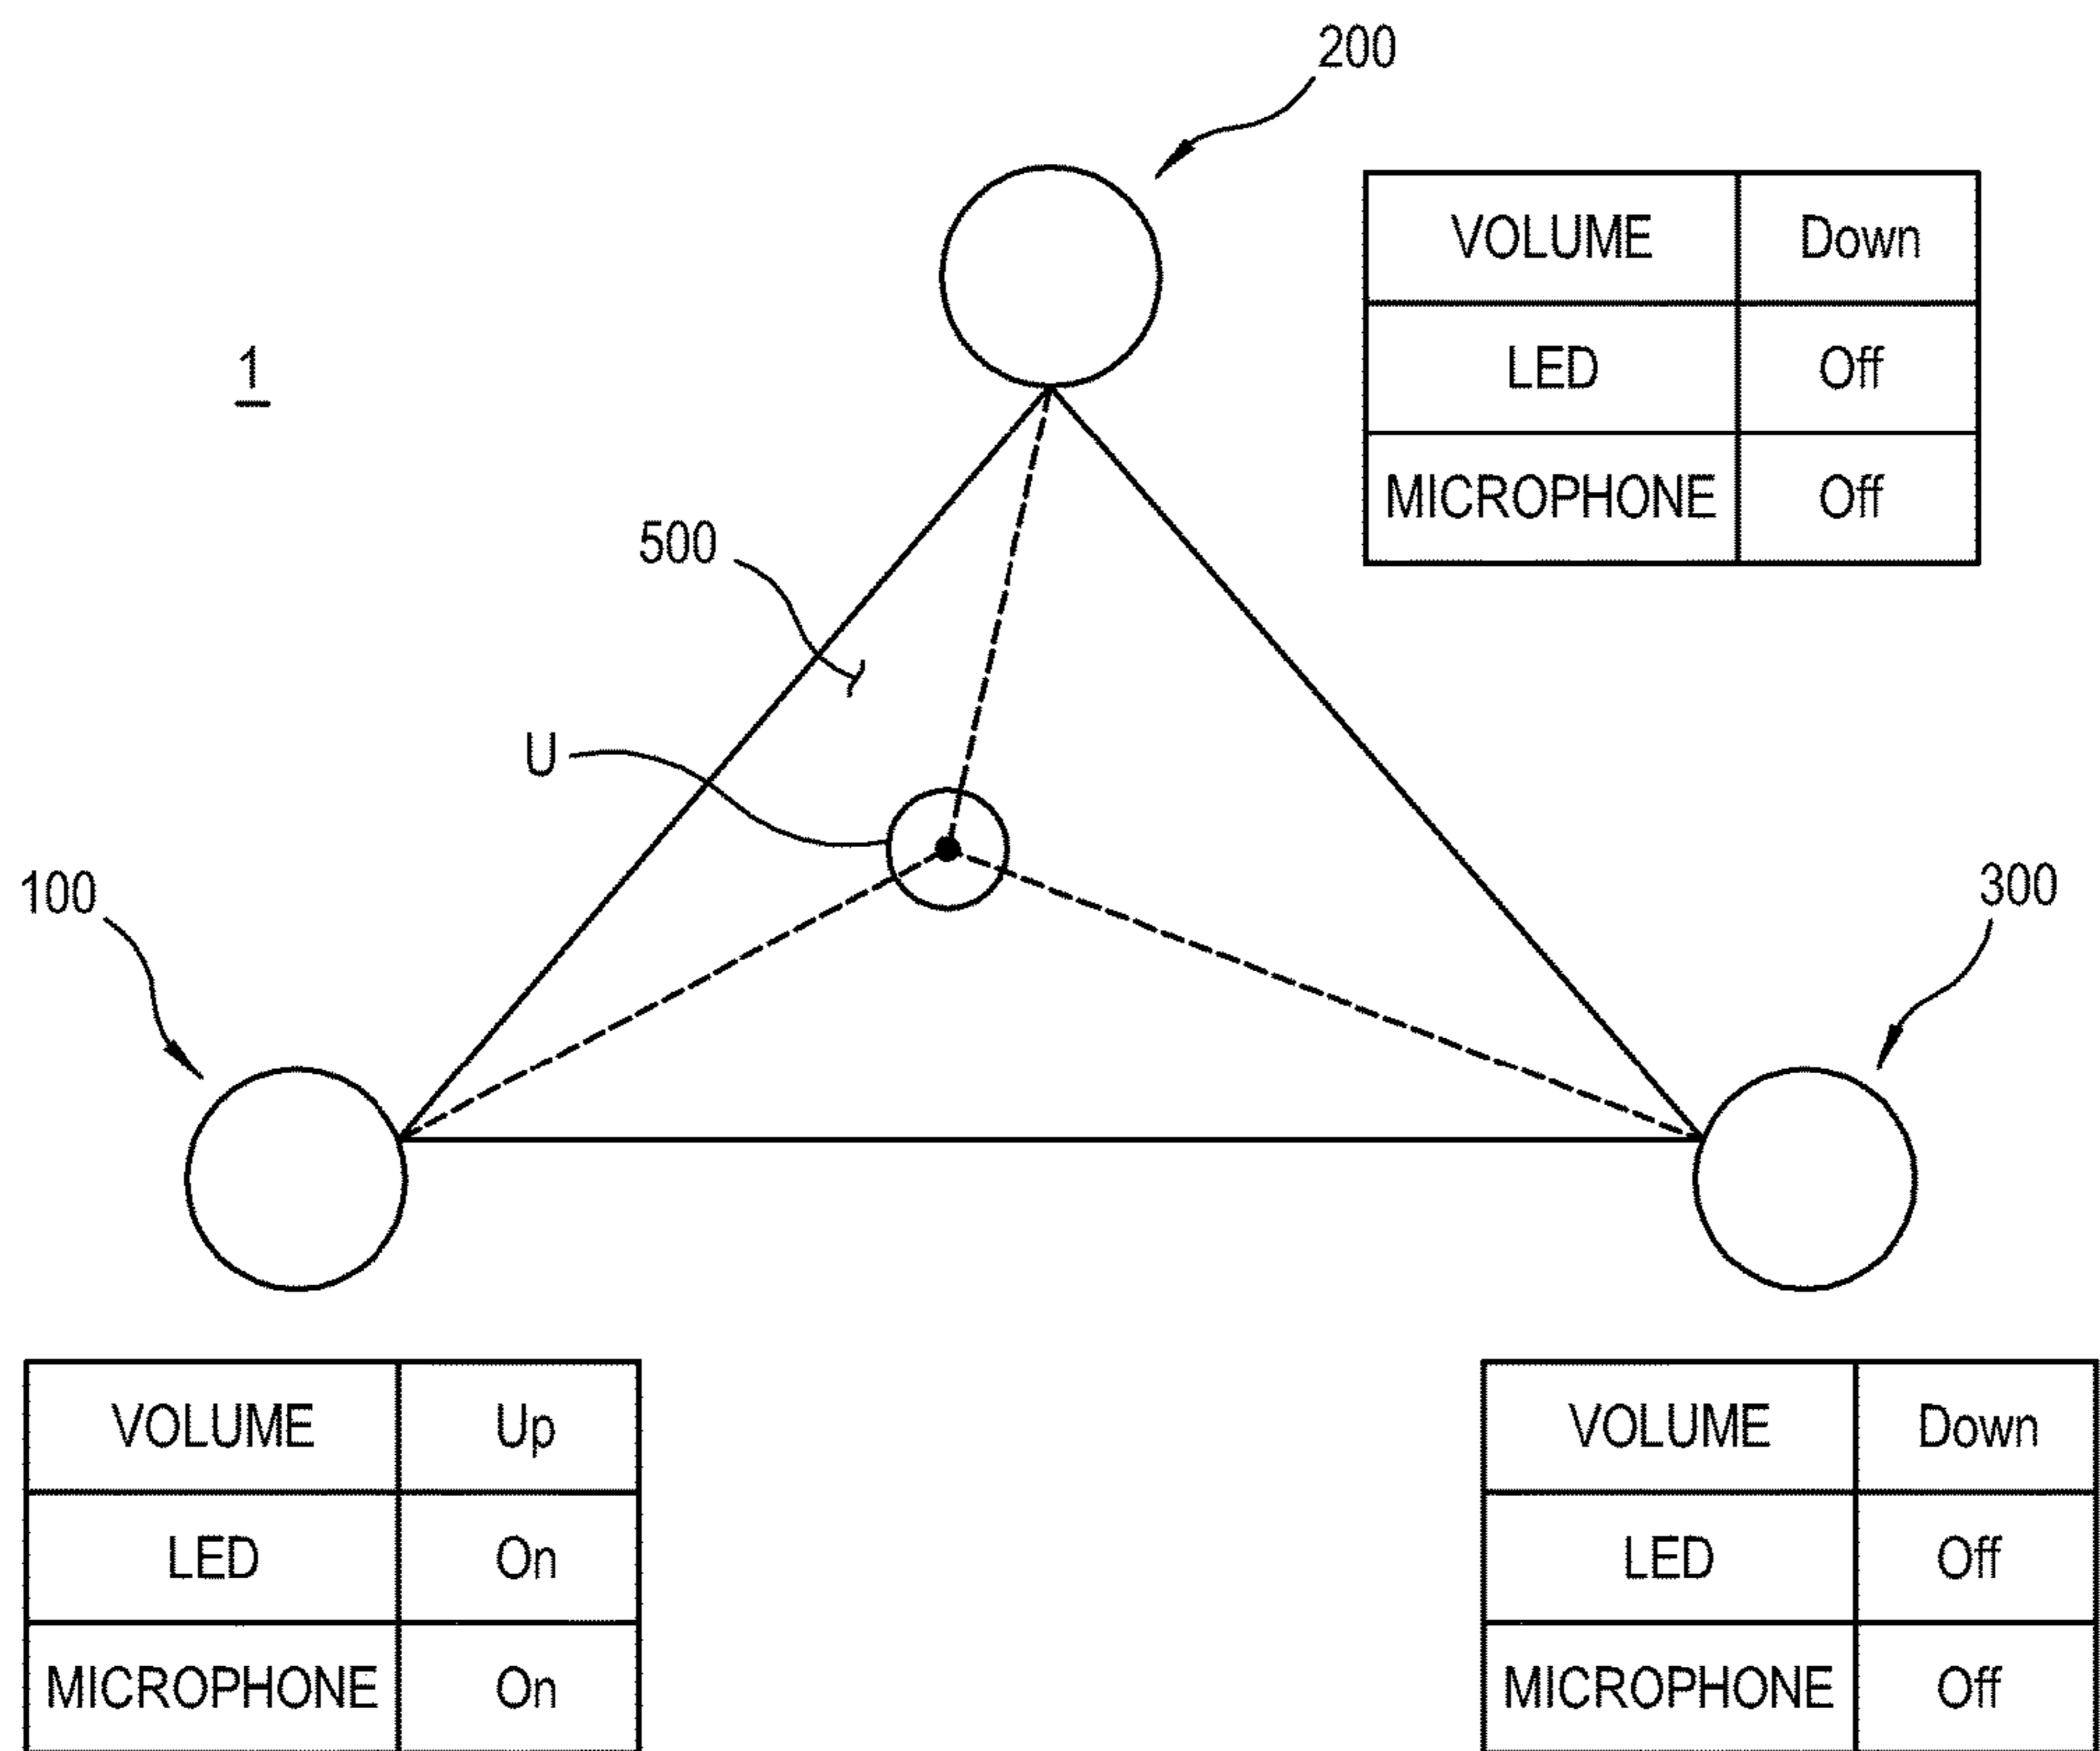 200
VOLUME Down
1
LED Off
MICROPHONE Off
500
U
100
300
VOLUME Up
LED On
MICROPHONE On
VOLUME Down
LED Off
MICROPHONE Off